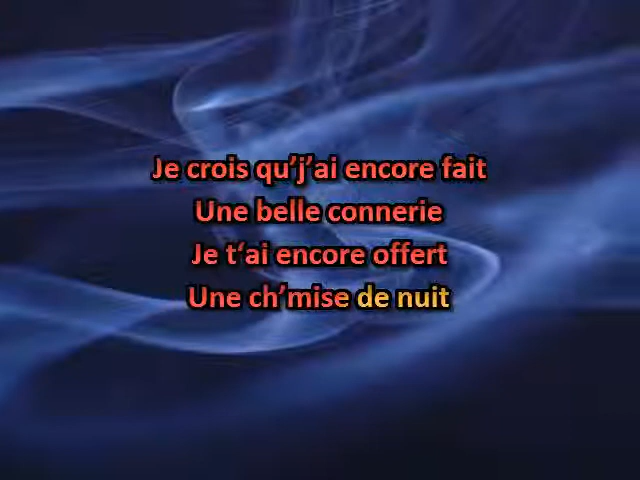 Je crois qu’j’ai encore fait
Une belle connerie
Je t‘ai encore offert
Une ch’mise de nuit